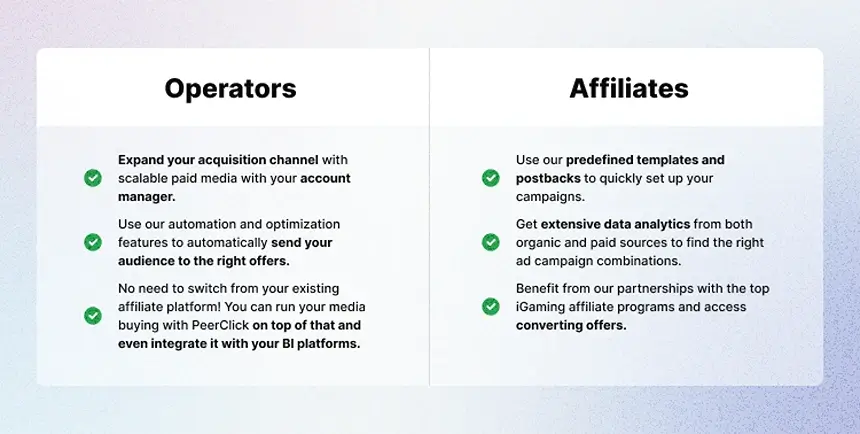 Operators
Expand your acquisition channel with
scalable paid media with your account
manager.
Use our automation and optimization
features to automatically send your
audience to the right offers.
No need to switch from your existing
affiliate platform! You can run your media
buying with PeerClick on top of that and
even integrate it with your BI platforms.
Affiliates
Use our predefined templates and
postbacks to quickly set up your
campaigns.
Get extensive data analytics from both
organic and paid sources to find the right
ad campaign combinations.
Benefit from our partnerships with the top
iGaming affiliate programs and access
converting offers.